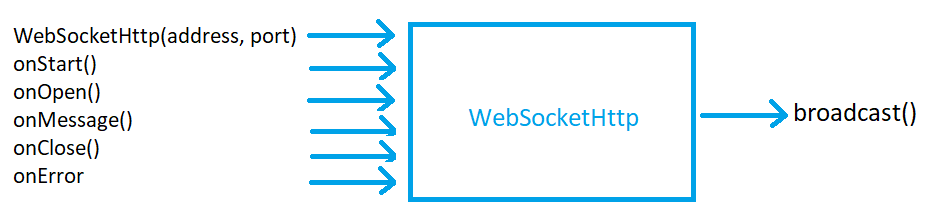 WebSocketHttp(address, port)
onStart()
onOpen()
onMessage()
onClose()
onError
WebSocketHttp
broadcast()